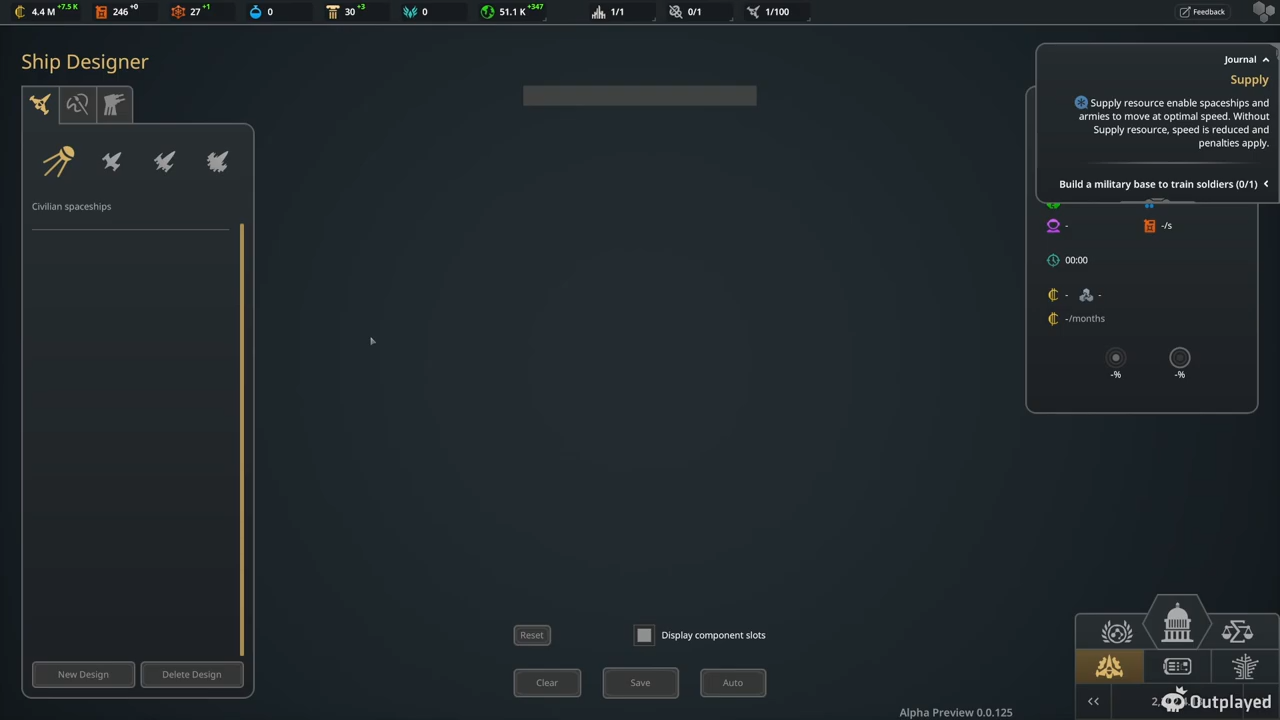 4.4 M +7.5 K 246 +0 27 +1 0 30 +3 0 51.1 K +347 1/1 0/1 1/100 Feedback
Ship Designer
Journal
Supply
Supply resource enable spaceships and
armies to move at optimal speed. Without
Supply resource, speed is reduced and
penalties apply.
Build a military base to train soldiers (0/1)
Civilian spaceships
- -/s
00:00
- -
-/months
-% -%
Reset Display component slots
New Design Delete Design Clear Save Auto
<< 2,
Outplayed
Alpha Preview 0.0.125